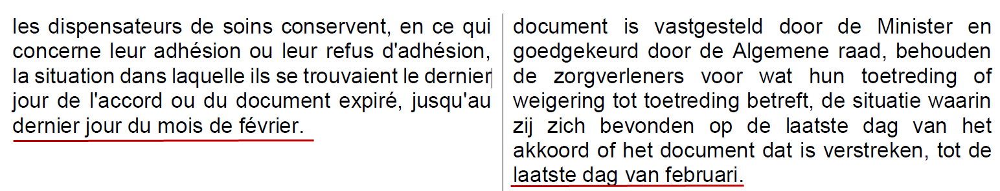 les dispensateurs de soins conservent, en ce qui
concerne leur adhésion ou leur refus d'adhésion,
la situation dans laquelle ils se trouvaient le dernier
jour de l'accord ou du document expiré, jusqu'au
dernier jour du mois de février.
document is vastgesteld door de Minister en
goedgekeurd door de Algemene raad, behouden
de zorgverleners voor wat hun toetreding of
weigering tot toetreding betreft, de situatie waarin
zij zich bevonden op de laatste dag van het
akkoord of het document dat is verstreken, tot de
laatste dag van februari.